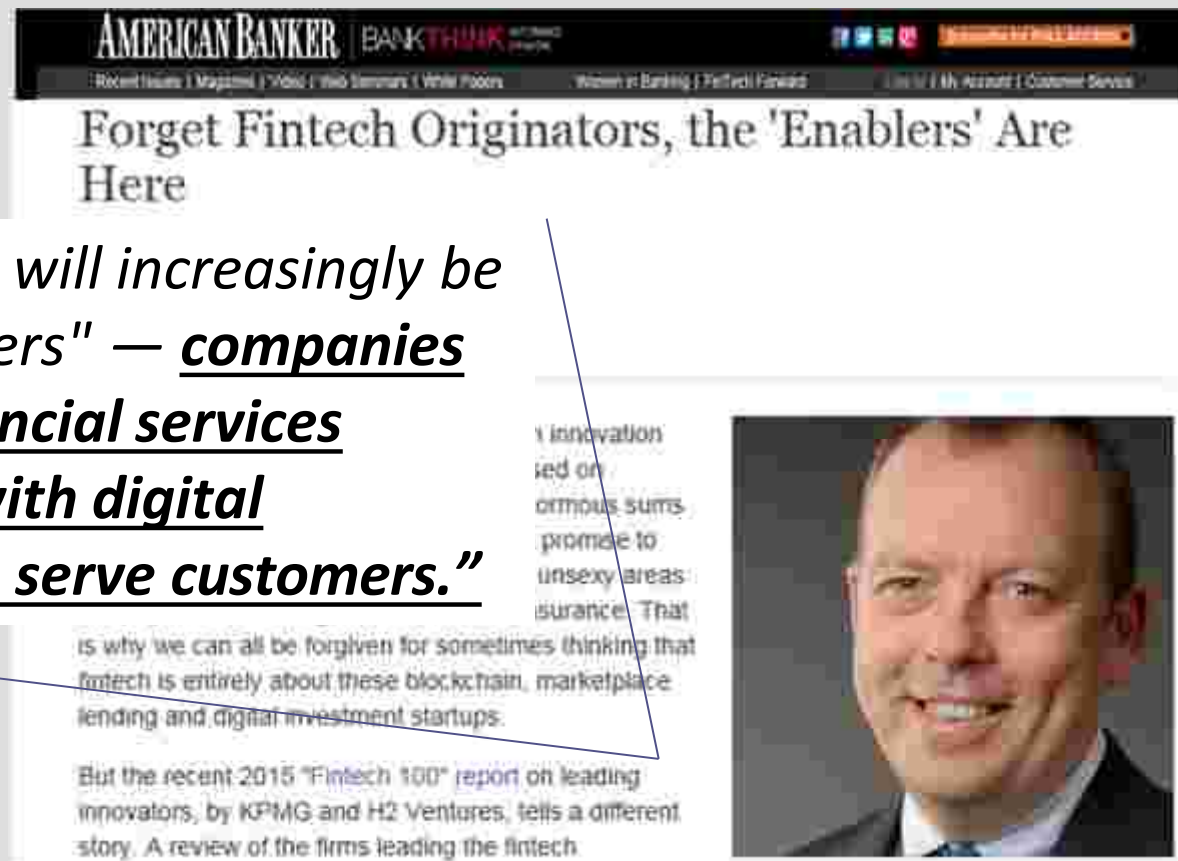 AMERICAN BANKER BANKTHINK
Recent Issues | Magazine | Video | Web Seminars | White Papers Women in Banking | FinTech Forward Log In | My Account | Customer Service
Forget Fintech Originators, the 'Enablers' Are
Here
will increasingly be
ers" — companies
ncial services
with digital
serve customers.”
innovation
sed on
ormous sums
promise to
unsexy areas
surance. That
is why we can all be forgiven for sometimes thinking that
fintech is entirely about these blockchain, marketplace
lending and digital investment startups.
But the recent 2015 "Fintech 100" report on leading
innovators, by KPMG and H2 Ventures, tells a different
story. A review of the firms leading the fintech